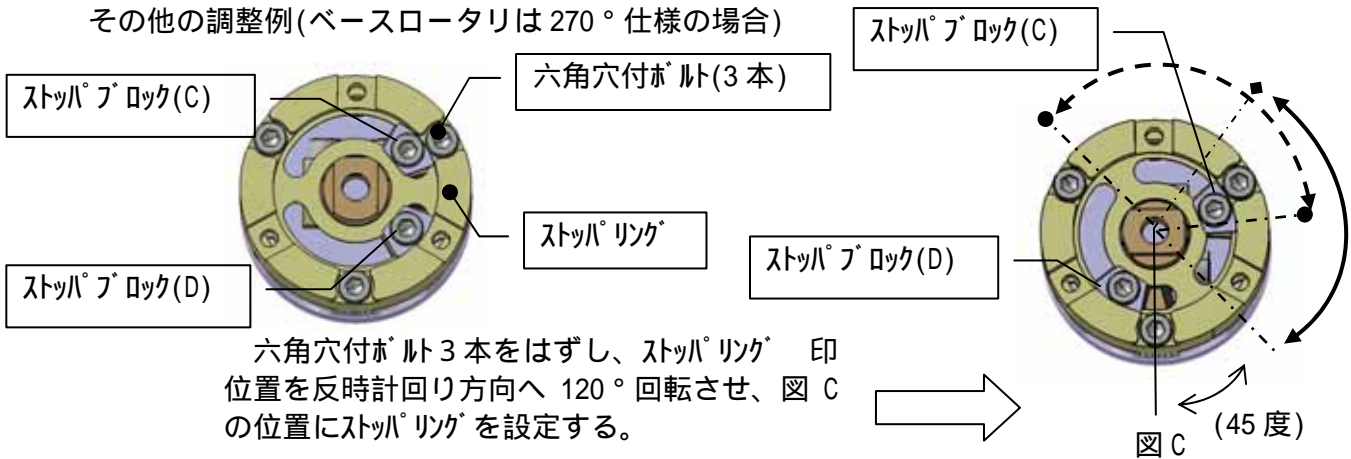 その他の調整例(ベースロータリは 270 ° 仕様の場合)
ｽﾄｯﾊﾟﾌﾞﾛｯｸ(C)
ｽﾄｯﾊﾟﾌﾞﾛｯｸ(C)
六角穴付ﾎﾞﾙﾄ(3 本)
ｽﾄｯﾊﾟﾘﾝｸﾞ
ｽﾄｯﾊﾟﾌﾞﾛｯｸ(D)
ｽﾄｯﾊﾟﾌﾞﾛｯｸ(D)
六角穴付ﾎﾞﾙﾄ 3 本をはずし、ｽﾄｯﾊﾟﾘﾝｸﾞ 印
位置を反時計回り方向へ 120 ° 回転させ、図 C
の位置にｽﾄｯﾊﾟﾘﾝｸﾞを設定する。
(45 度)
図 C